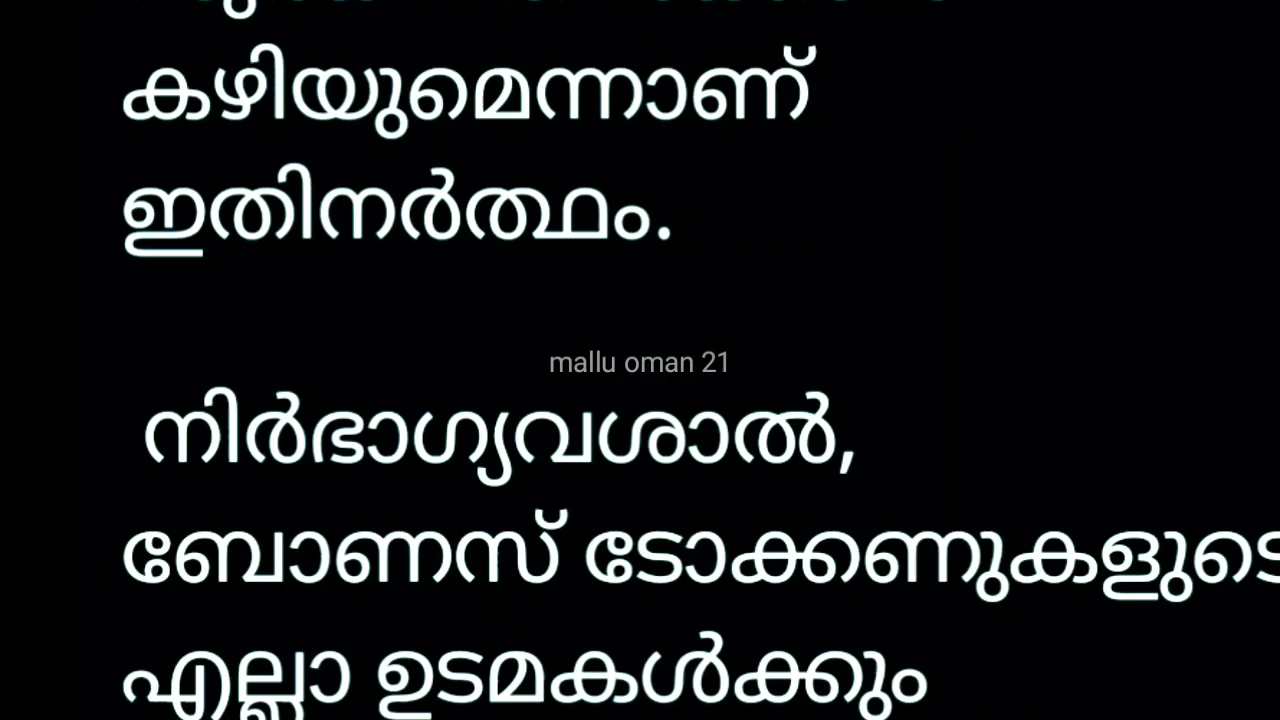 കഴിയുമെന്നാണ്
ഇതിനർത്ഥം.
mallu oman 21
നിർഭാഗ്യവശാൽ,
ബോണസ് ടോക്കണുകളുടെ
എല്ലാ ഉടമകൾക്കും